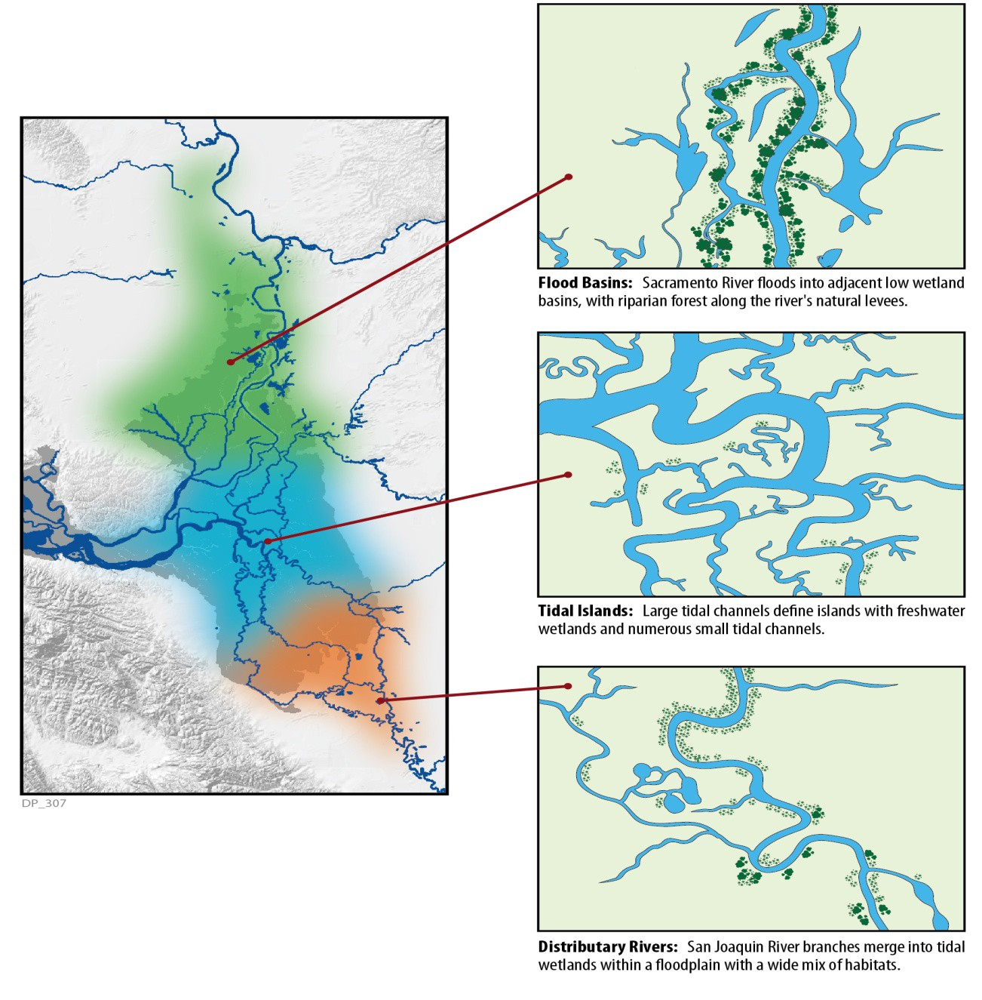 Flood Basins: Sacramento River floods into adjacent low wetland
basins, with riparian forest along the river's natural levees.
Tidal Islands: Large tidal channels define islands with freshwater
wetlands and numerous small tidal channels.
DP_307
Distributary Rivers: San Joaquin River branches merge into tidal
wetlands within a floodplain with a wide mix of habitats.